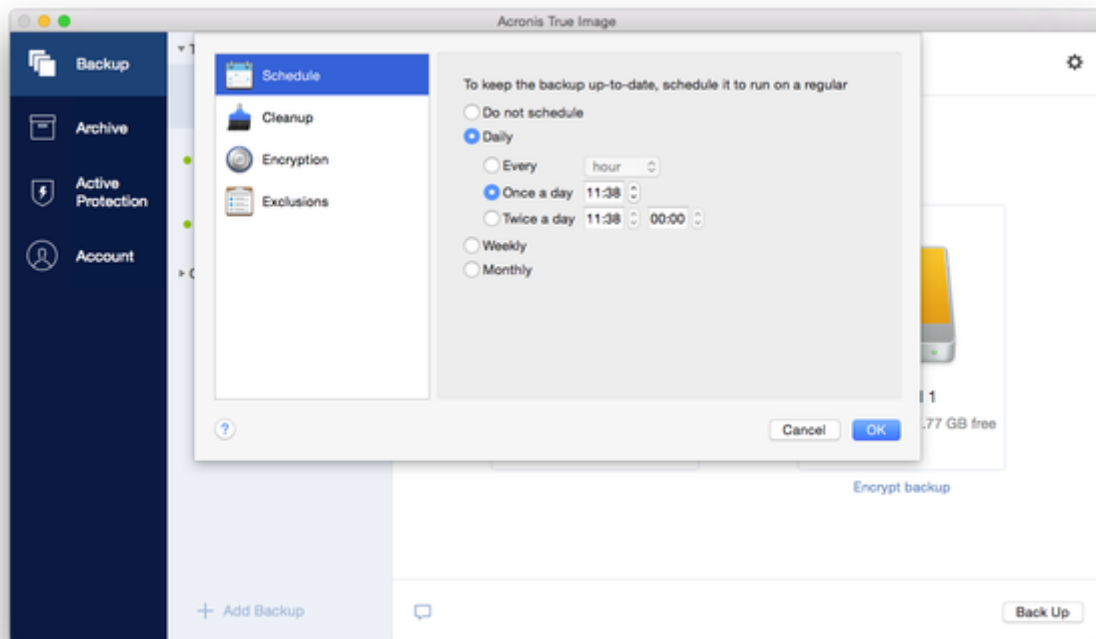 Acronis True Image
Backup
Archive
Active
Protection
Account
T
C
+ Add Backup
Schedule
Cleanup
Encryption
Exclusions
To keep the backup up-to-date, schedule it to run on a regular
Do not schedule
Daily
Every hour
Once a day 11:38
Twice a day 11:38 00:00
Weekly
Monthly
?
Cancel OK
1
.77 GB free
Encrypt backup
Back Up